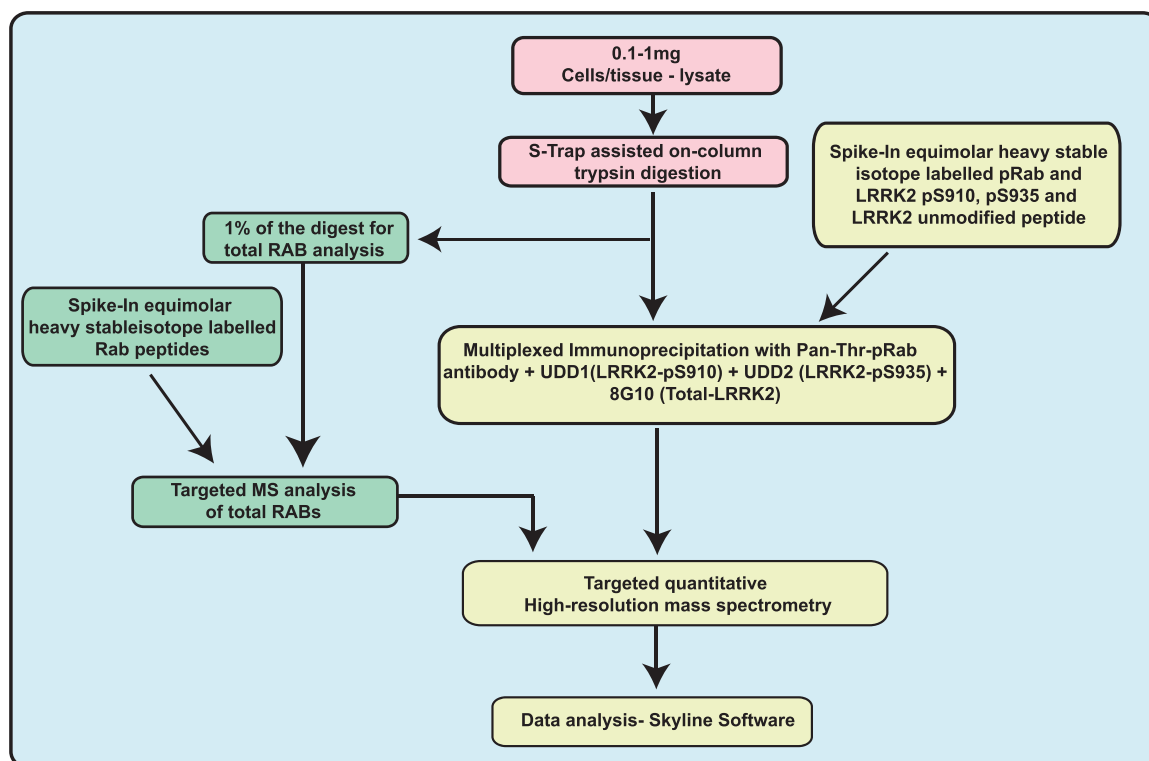 0.1-1mg
Cells/tissue - lysate
S-Trap assisted on-column
trypsin digestion
Spike-In equimolar heavy stable
isotope labelled pRab and
LRRK2 pS910, pS935 and
LRRK2 unmodified peptide
1% of the digest for
total RAB analysis
Spike-In equimolar
heavy stableisotope labelled
Rab peptides
Multiplexed Immunoprecipitation with Pan-Thr-pRab
antibody + UDD1(LRRK2-pS910) + UDD2 (LRRK2-pS935) +
8G10 (Total-LRRK2)
Targeted MS analysis
of total RABs
Targeted quantitative
High-resolution mass spectrometry
Data analysis- Skyline Software